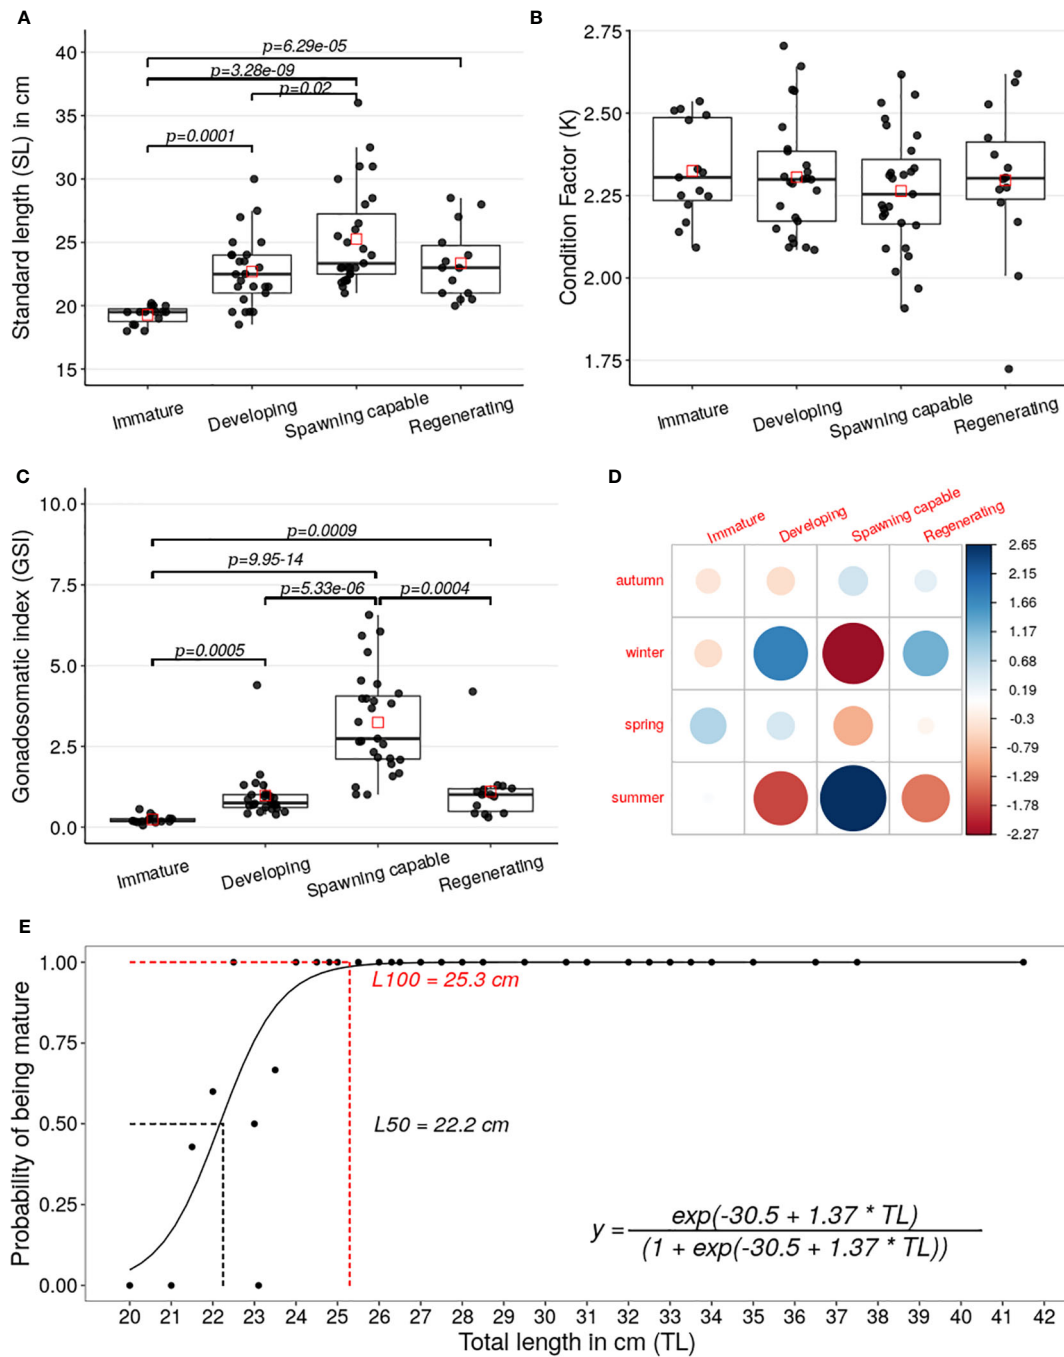 A
Standard length (SL) in cm
40
35
30
25
20
15
p=6.29e-05
p=3.28e-09
p=0.02
p=0.0001
Immature
Developing
Spawning capable
Regenerating
B
Condition Factor (K)
2.75
2.50
2.25
2.00
1.75
Immature
Developing
Spawning capable
Regenerating
C
Gonadosomatic index (GSI)
10.0
7.5
5.0
2.5
0.0
p=0.0009
p=9.95-14
p=5.33e-06
p=0.0004
p=0.0005
Immature
Developing
Spawning capable
Regenerating
D
Immature
Developing
Spawning capable
Regenerating
autumn
winter
spring
summer
2.65
2.15
1.66
1.17
0.68
0.19
-0.3
-0.79
-1.29
-1.78
-2.27
E
Probability of being mature
1.00
0.75
0.50
0.25
0.00
L100 = 25.3 cm
L50 = 22.2 cm
y = exp(-30.5 + 1.37 * TL)
(1 + exp(-30.5 + 1.37 * TL))
20 21 22 23 24 25 26 27 28 29 30 31 32 33 34 35 36 37 38 39 40 41 42
Total length in cm (TL)